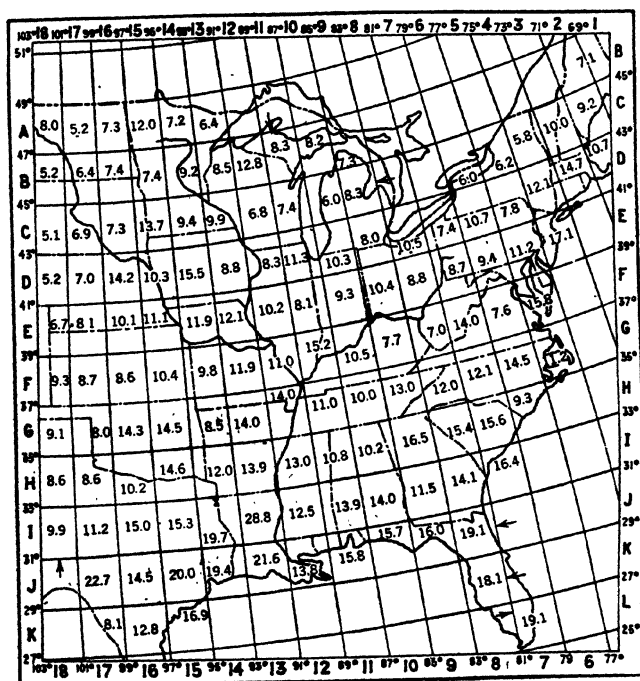 103° 18 101° 17 99° 16 97° 15 95° 14 93° 13 91° 12 89° 11 87° 10 85° 9 83° 8 81° 7 79° 6 77° 5 75° 4 73° 3 71° 2 69° 1
51°
B
7.1
49°
45°
8.0 5.2 7.3 12.0 7.2 6.4 8.3 8.2 5.8 10.0 9.2 C
A
47°
43°
5.2 6.4 7.4 7.4 9.2 8.5 12.8 7.3 6.0 6.2 12.1 14.7 10.7 D
B
45°
41°
5.1 6.9 7.3 13.7 9.4 9.9 6.8 7.4 6.0 8.3 8.0 10.5 7.4 10.7 7.8 17.1 E
C
43°
39°
5.2 7.0 14.2 10.3 15.5 8.8 8.3 11.3 10.3 10.4 8.8 8.7 9.4 11.2 F
D
41°
37°
6.7 8.1 10.1 11.1 11.9 12.1 10.2 8.1 9.3 7.7 7.0 14.0 7.6 15.8 G
E
39°
35°
9.3 8.7 8.6 10.4 9.8 11.9 11.0 15.2 10.5 13.0 12.0 12.1 14.5 H
F
14.0 11.0 10.0 9.3
37°
33°
9.1 8.0 14.3 14.5 8.5 14.0 16.5 15.4 15.6 I
G
35°
31°
8.6 8.6 10.2 14.6 12.0 13.9 13.0 10.8 10.2 11.5 14.1 16.4 J
H
33°
29°
9.9 11.2 15.0 15.3 19.7 28.8 12.5 13.9 14.0 15.7 16.0 19.1 K
I
31°
27°
22.7 14.5 20.0 19.4 21.6 13.8 15.8 18.1 L
J
29°
25°
8.1 12.8 16.9 19.1
K
27°
103° 18 101° 17 99° 16 97° 15 95° 14 93° 13 91° 12 89° 11 87° 10 85° 9 83° 8 81° 7 79 6 77°